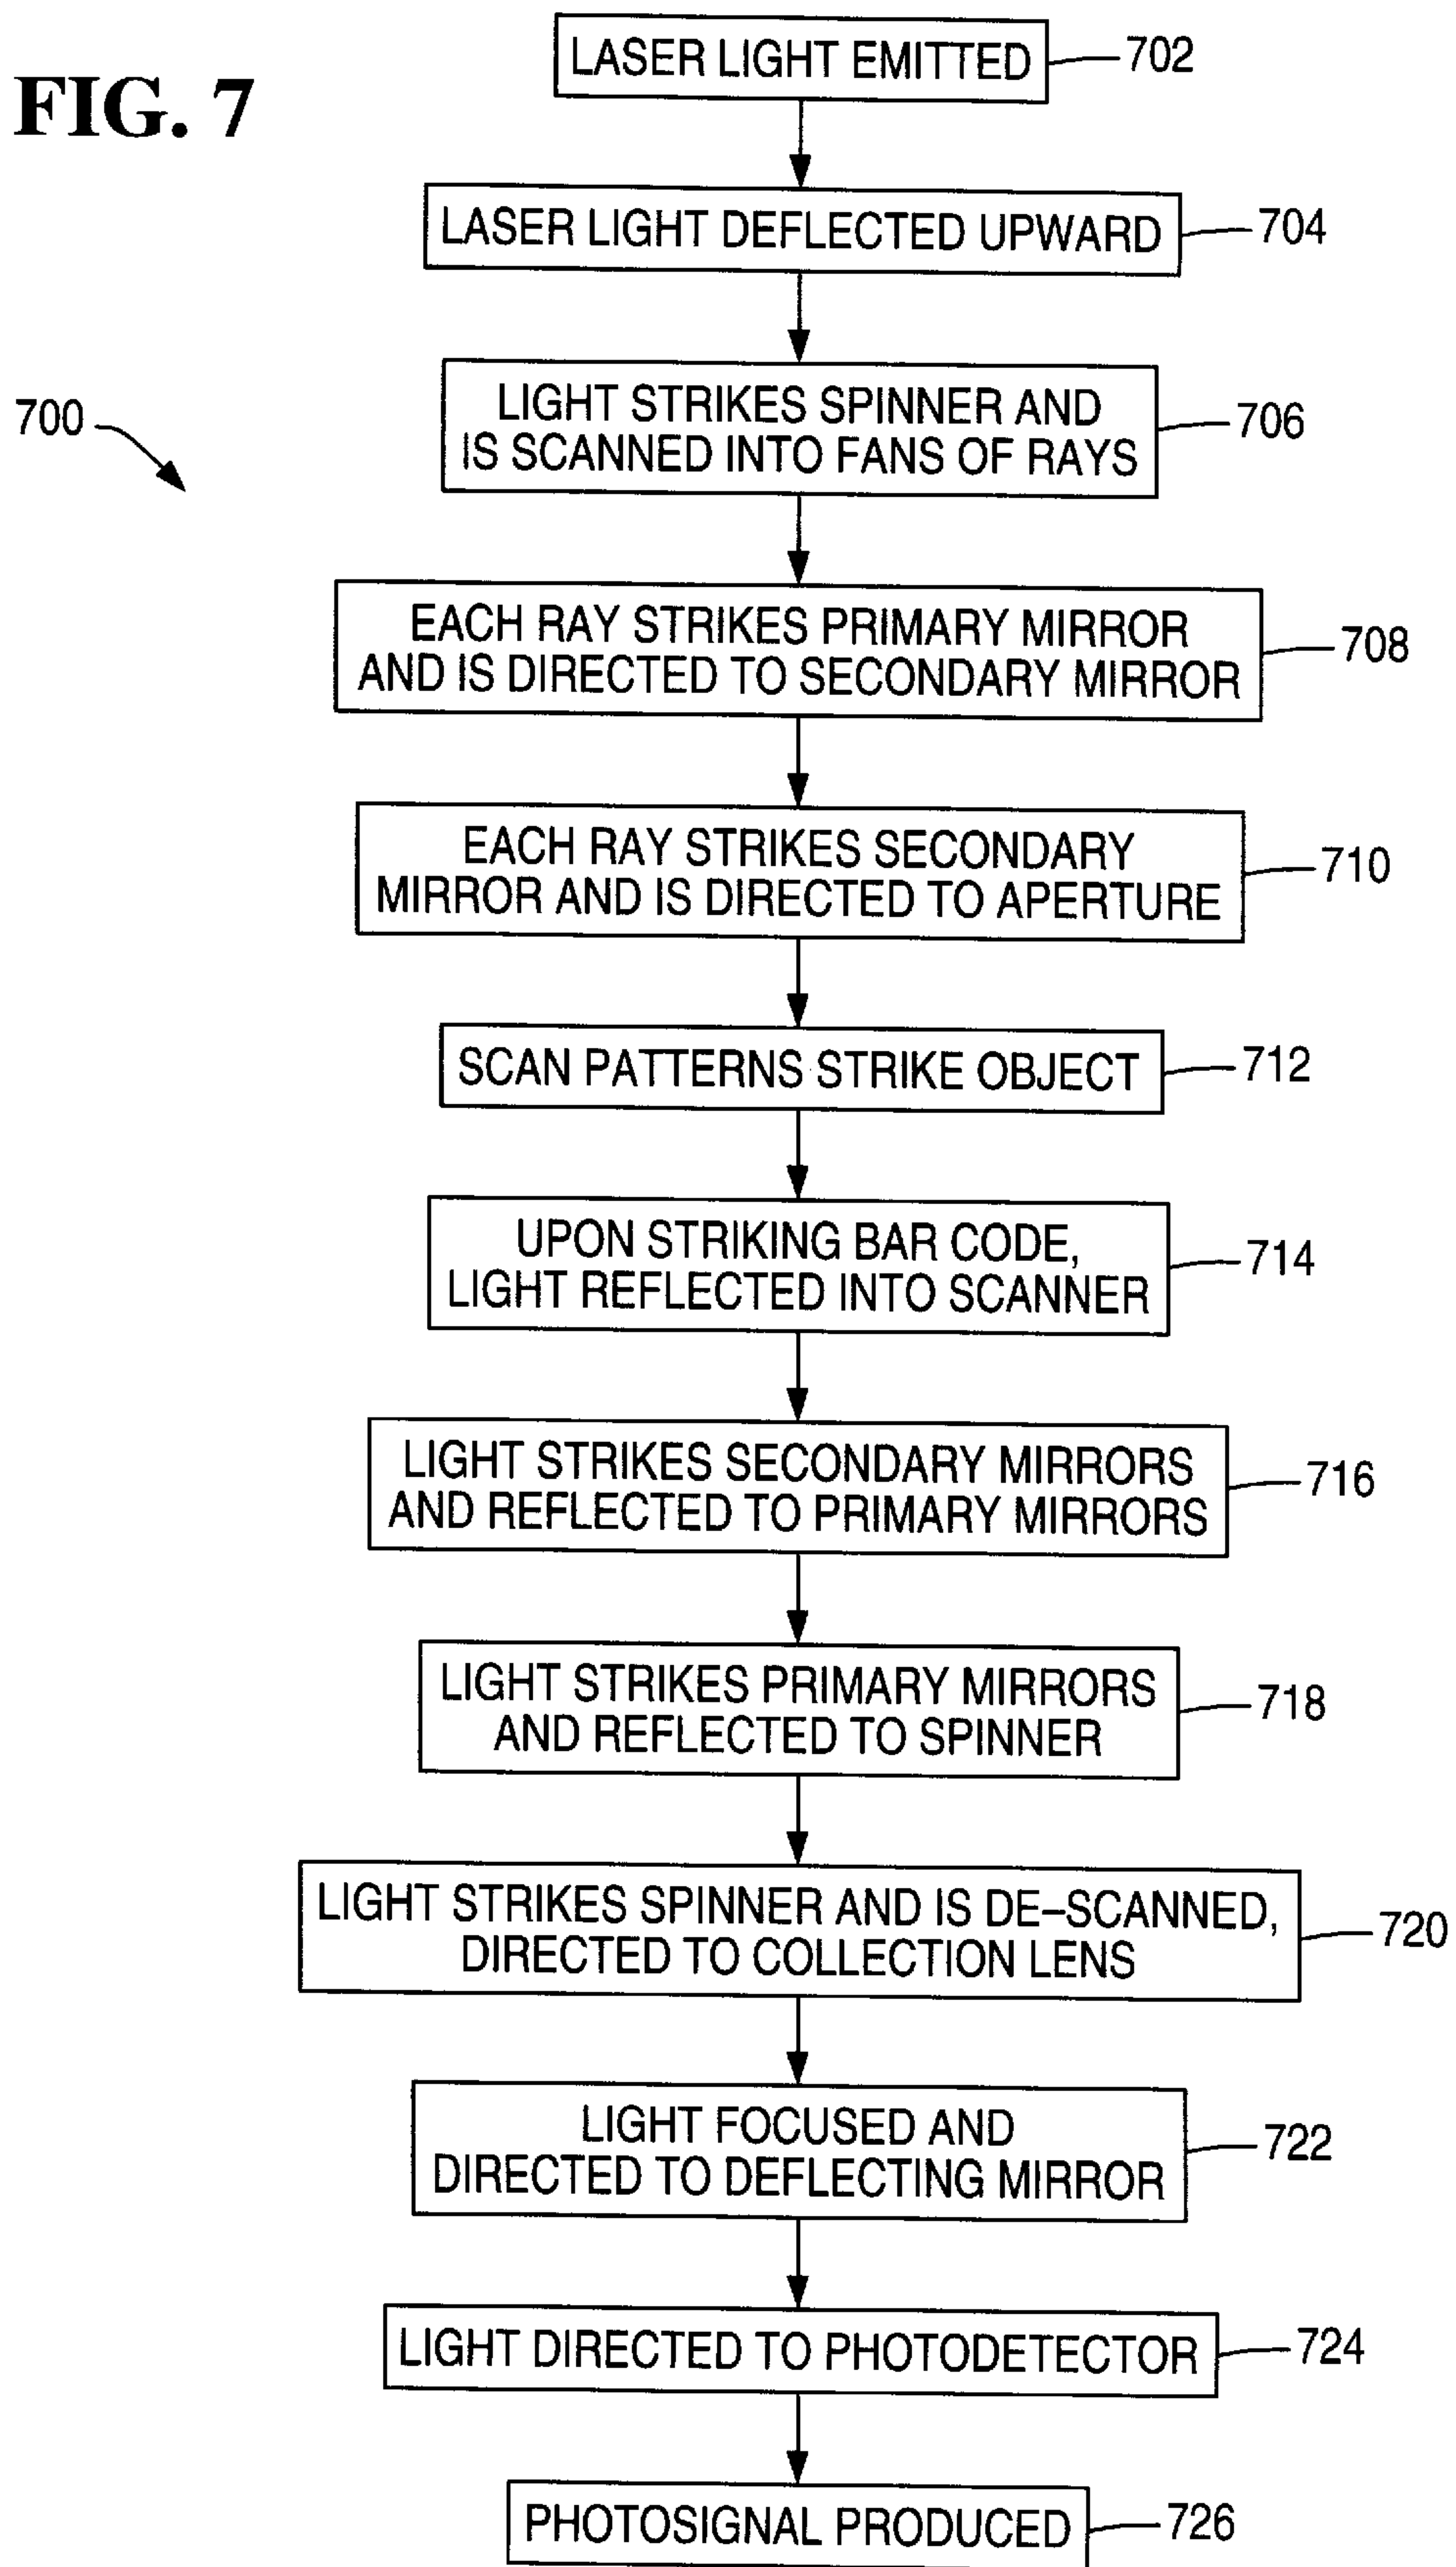 FIG. 7
700
LASER LIGHT EMITTED
702
LASER LIGHT DEFLECTED UPWARD
704
LIGHT STRIKES SPINNER AND
IS SCANNED INTO FANS OF RAYS
706
EACH RAY STRIKES PRIMARY MIRROR
AND IS DIRECTED TO SECONDARY MIRROR
708
EACH RAY STRIKES SECONDARY
MIRROR AND IS DIRECTED TO APERTURE
710
SCAN PATTERNS STRIKE OBJECT
712
UPON STRIKING BAR CODE,
LIGHT REFLECTED INTO SCANNER
714
LIGHT STRIKES SECONDARY MIRRORS
AND REFLECTED TO PRIMARY MIRRORS
716
LIGHT STRIKES PRIMARY MIRRORS
AND REFLECTED TO SPINNER
718
LIGHT STRIKES SPINNER AND IS DE–SCANNED,
DIRECTED TO COLLECTION LENS
720
LIGHT FOCUSED AND
DIRECTED TO DEFLECTING MIRROR
722
LIGHT DIRECTED TO PHOTODETECTOR
724
PHOTOSIGNAL PRODUCED
726